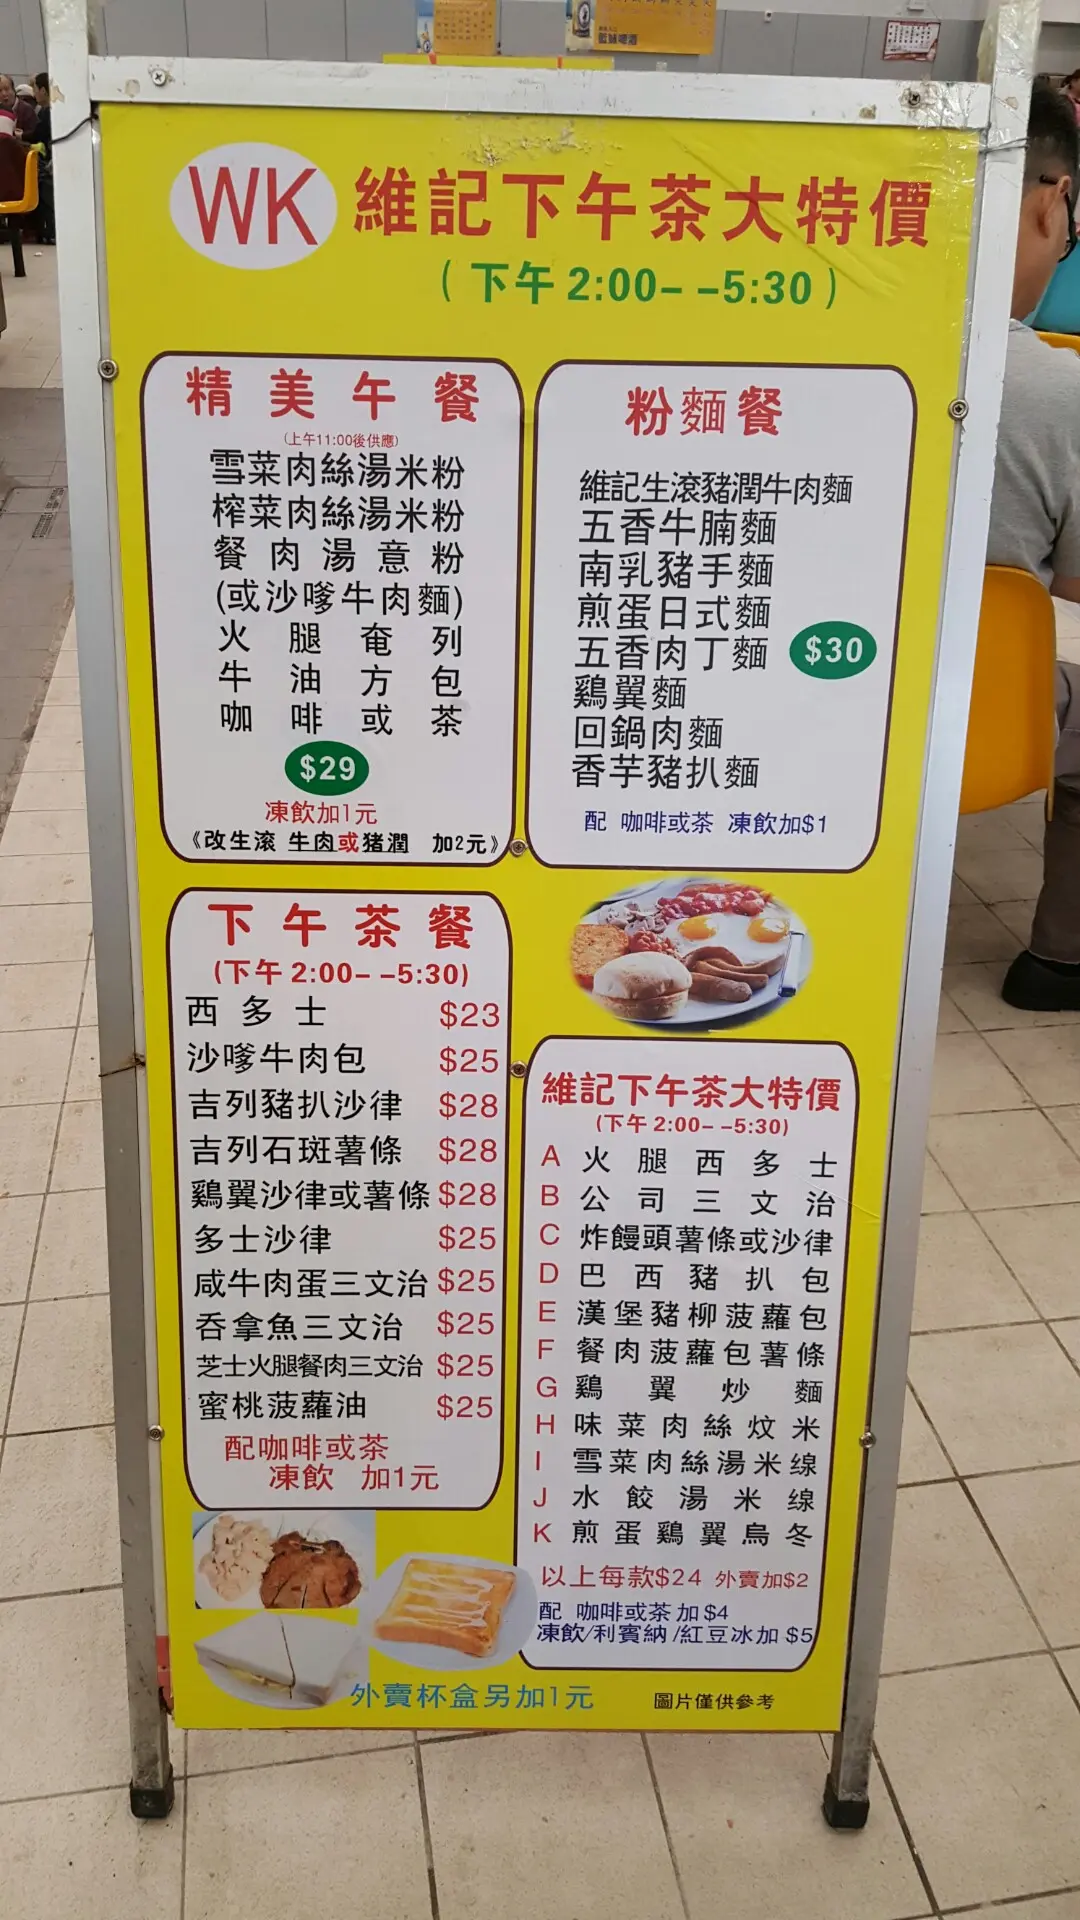 藍妹啤酒
WK 維記下午茶大特價
(下午2:00--5:30)
精美午餐
(上午11:00後供應)
雪菜肉絲湯米粉
榨菜肉絲湯米粉
餐肉湯意粉
(或沙嗲牛肉麵)
火腿奄列
牛油方包
咖啡或茶
$29
凍飲加1元
《改生滾 牛肉或猪潤 加2元》
粉麵餐
維記生滾豬潤牛肉麵
五香牛腩麵
南乳豬手麵
煎蛋日式麵
五香肉丁麵 $30
鷄翼麵
回鍋肉麵
香芋豬扒麵
配 咖啡或茶 凍飲加$1
下午茶餐
(下午2:00--5:30)
西多士 $23
沙嗲牛肉包 $25
吉列豬扒沙律 $28
吉列石斑薯條 $28
鷄翼沙律或薯條 $28
多士沙律 $25
咸牛肉蛋三文治 $25
吞拿魚三文治 $25
芝士火腿餐肉三文治 $25
蜜桃菠蘿油 $25
配咖啡或茶
凍飲 加1元
維記下午茶大特價
(下午2:00--5:30)
A 火腿西多士
B 公司三文治
C 炸饅頭薯條或沙律
D 巴西豬扒包
E 漢堡豬柳菠蘿包
F 餐肉菠蘿包薯條
G 鷄翼炒麵
H 味菜肉絲炆米
I 雪菜肉絲湯米线
J 水餃湯米线
K 煎蛋鷄翼烏冬
以上每款$24 外賣加$2
配 咖啡或茶加$4
凍飲/利賓納/紅豆冰加 $5
外賣杯盒另加1元
圖片僅供參考